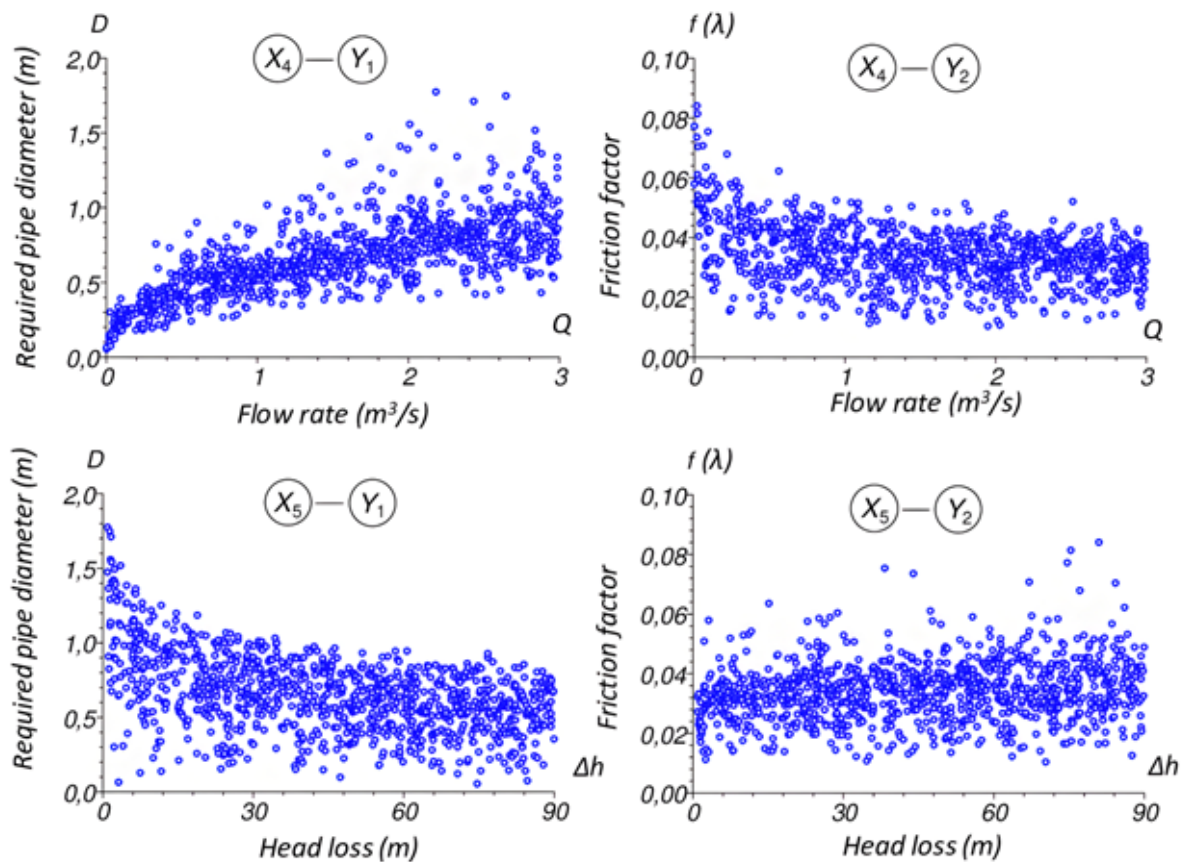 D
X₄ — Y₁
Required pipe diameter (m)
2,0
1,5
1,0
0,5
0,0
0 1 2 3
Q
Flow rate (m³/s)
f (λ)
X₄ — Y₂
Friction factor
0,10
0,08
0,06
0,04
0,02
0,00
0 1 2 3
Q
Flow rate (m³/s)
D
X₅ — Y₁
Required pipe diameter (m)
2,0
1,5
1,0
0,5
0,0
0 30 60 90
Δh
Head loss (m)
f (λ)
X₅ — Y₂
Friction factor
0,10
0,08
0,06
0,04
0,02
0,00
0 30 60 90
Δh
Head loss (m)